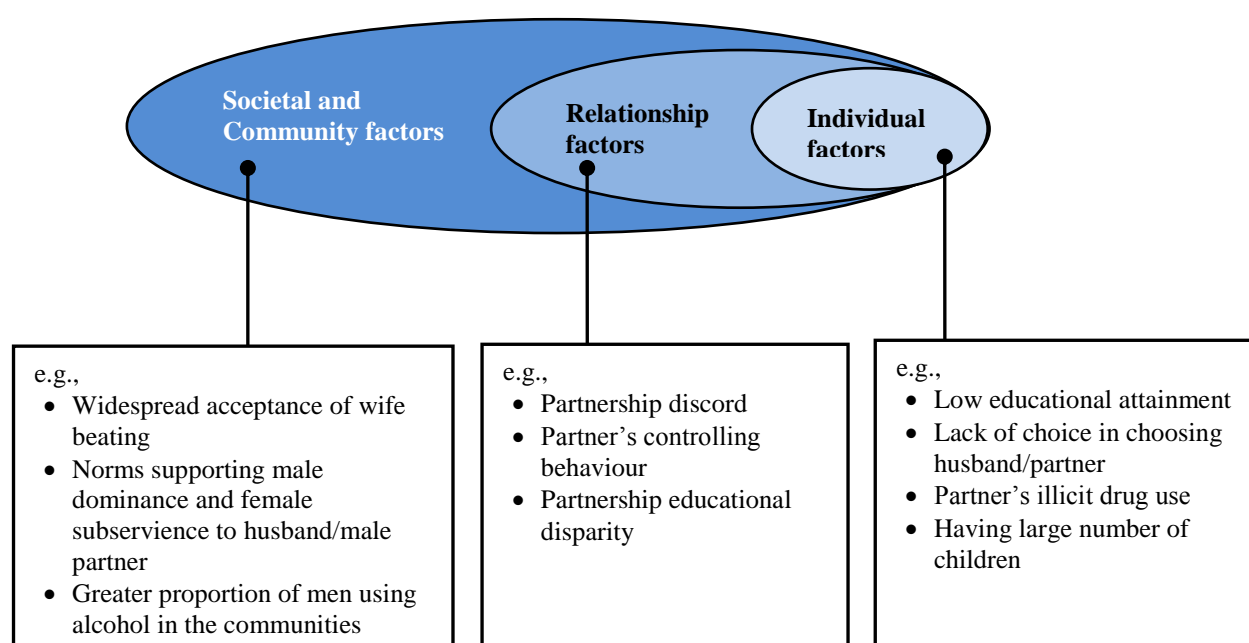 Societal and
Community factors
Relationship
factors
Individual
factors
e.g.,
• Widespread acceptance of wife
beating
• Norms supporting male
dominance and female
subservience to husband/male
partner
• Greater proportion of men using
alcohol in the communities
e.g.,
• Partnership discord
• Partner’s controlling
behaviour
• Partnership educational
disparity
e.g.,
• Low educational attainment
• Lack of choice in choosing
husband/partner
• Partner’s illicit drug use
• Having large number of
children